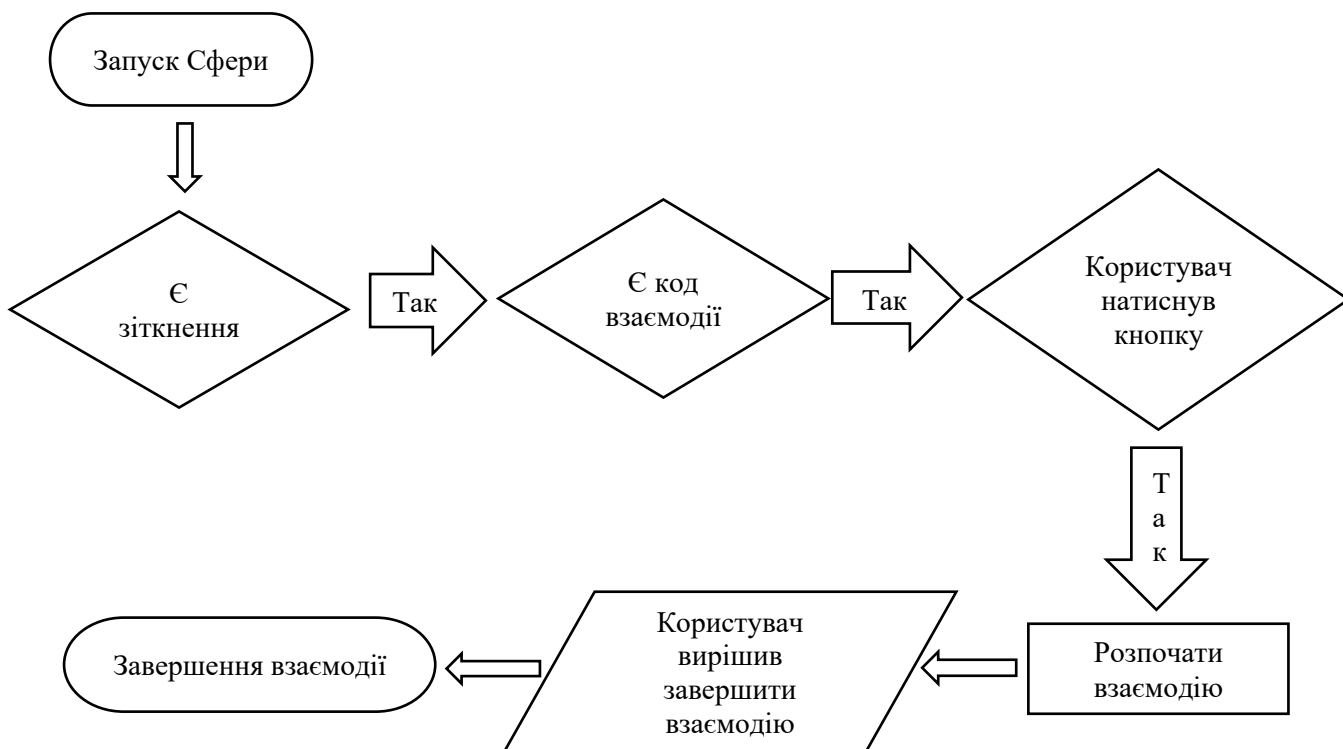 Запуск Сфери
Є
зіткнення
Так
Є код
взаємодії
Так
Користувач
натиснув
кнопку
Т
а
к
Розпочати
взаємодію
Користувач
вирішив
завершити
взаємодію
Завершення взаємодії